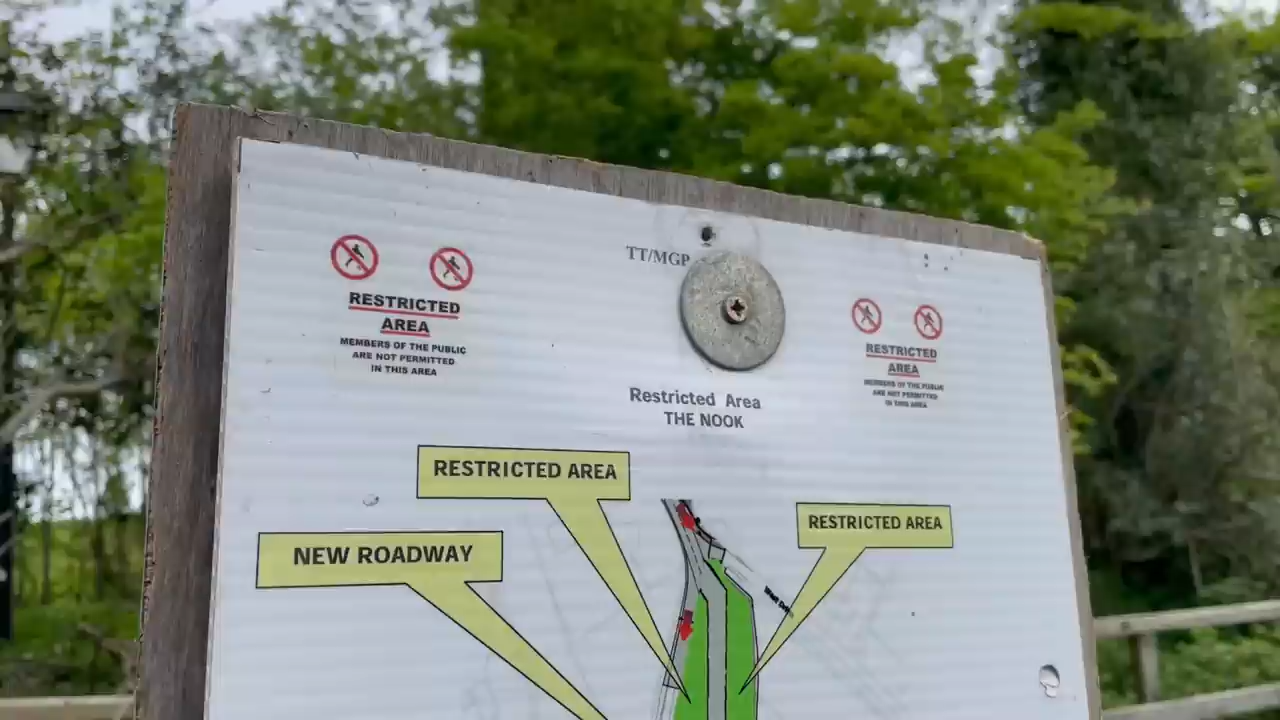 TT/MGP
RESTRICTED
AREA
MEMBERS OF THE PUBLIC
ARE NOT PERMITTED
IN THIS AREA
RESTRICTED
AREA
MEMBERS OF THE PUBLIC
ARE NOT PERMITTED
IN THIS AREA
Restricted Area
THE NOOK
RESTRICTED AREA
RESTRICTED AREA
NEW ROADWAY